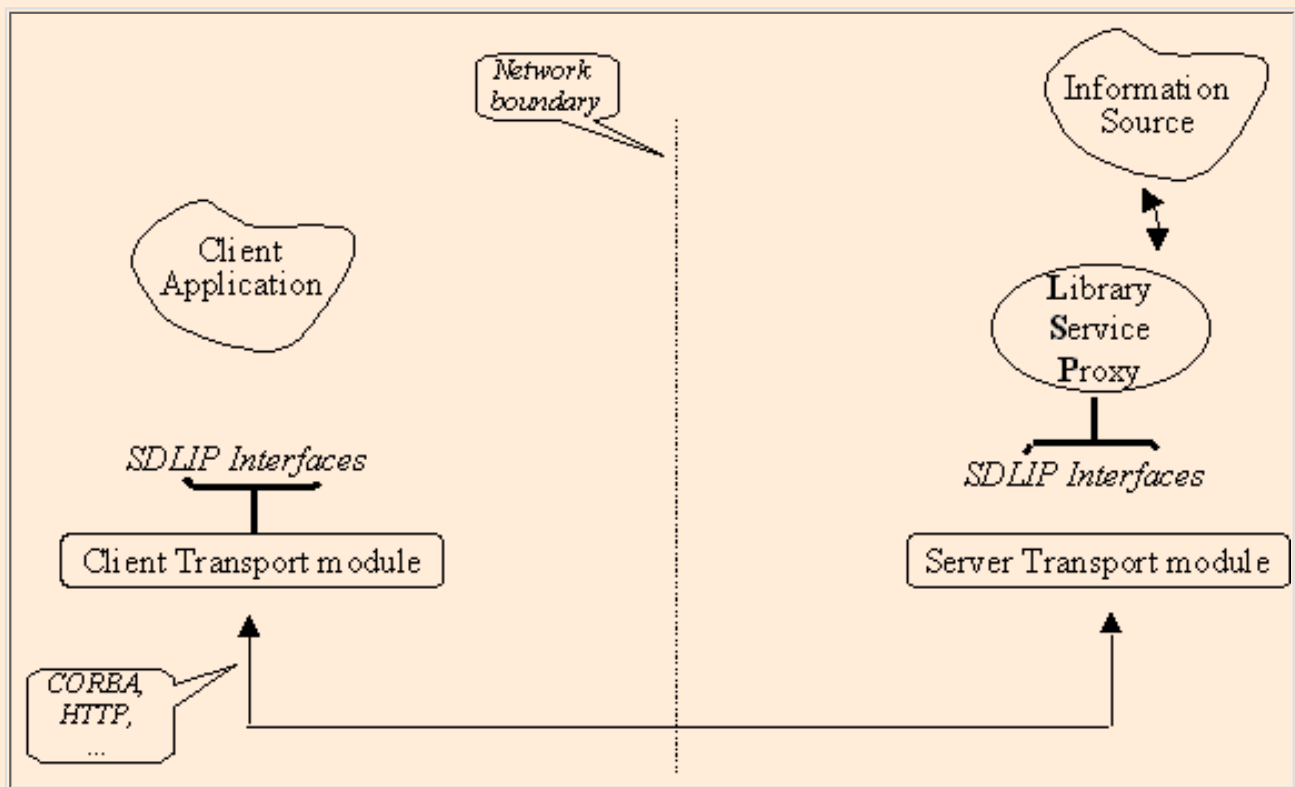 Network
boundary
Information
Source
Client
Application
Library
Service
Proxy
SDLIP Interfaces
SDLIP Interfaces
Client Transport module
Server Transport module
CORBA,
HTTP,
...